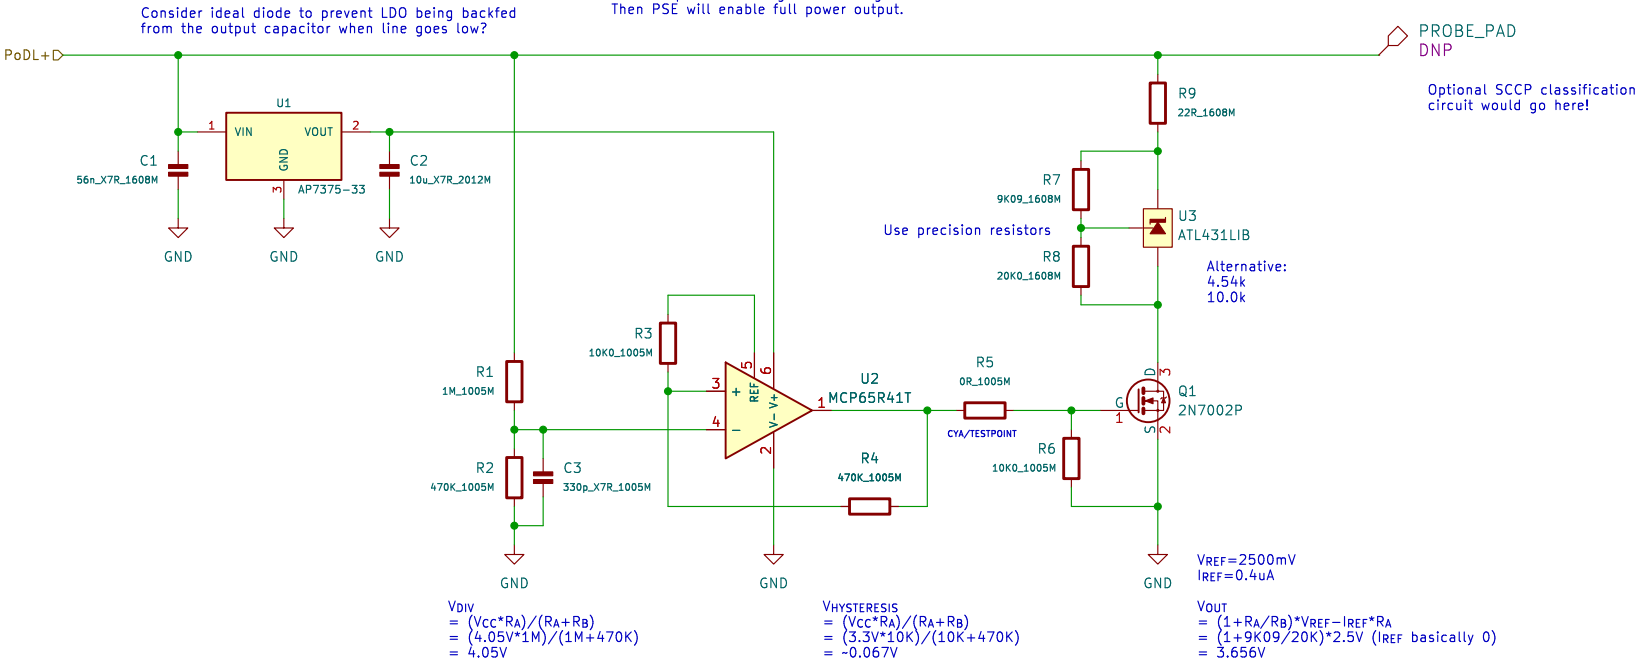 Then PSE will enable full power output.
Consider ideal diode to prevent LDO being backfed
from the output capacitor when line goes low?
PoDL+
PROBE_PAD
DNP
Optional SCCP classification
circuit would go here!
U1
1
VIN
VOUT
2
GND
3
AP7375-33
C1
56n_X7R_1608M
C2
10u_X7R_2012M
GND
GND
GND
R9
22R_1608M
R7
9K09_1608M
Use precision resistors
R8
20K0_1608M
U3
ATL431LIB
Alternative:
4.54k
10.0k
R3
10K0_1005M
R1
1M_1005M
R2
470K_1005M
C3
330p_X7R_1005M
3
+
4
−
5
REF
6
V+
V-
2
1
U2
MCP65R41T
R4
470K_1005M
R5
0R_1005M
CYA/TESTPOINT
R6
10K0_1005M
G
1
D
3
S
2
Q1
2N7002P
GND
GND
GND
VREF=2500mV
IREF=0.4uA
VDIV
= (Vcc*RA)/(RA+RB)
= (4.05V*1M)/(1M+470K)
= 4.05V
VHYSTERESIS
= (Vcc*RA)/(RA+RB)
= (3.3V*10K)/(10K+470K)
= ~0.067V
VOUT
= (1+RA/RB)*VREF-IREF*RA
= (1+9K09/20K)*2.5V (IREF basically 0)
= 3.656V